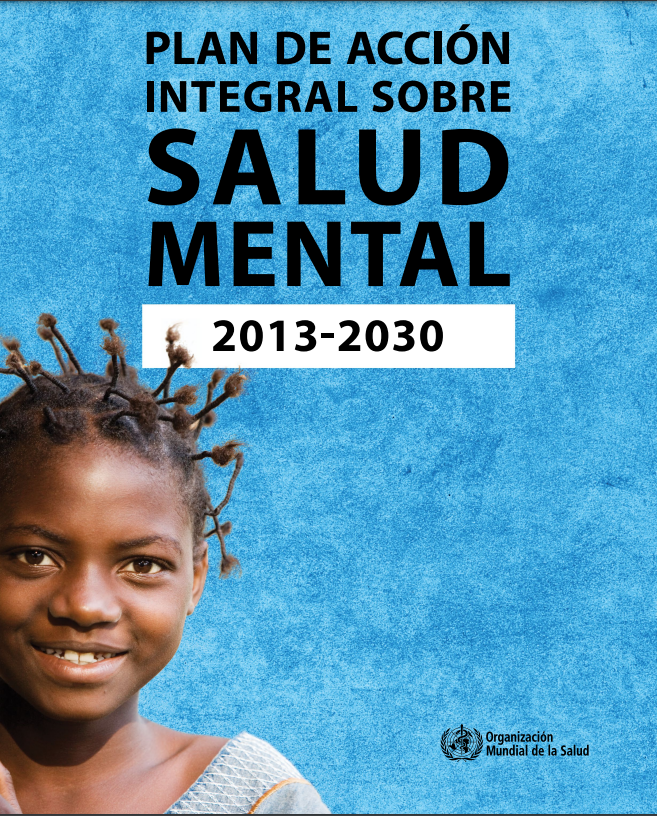 PLAN DE ACCIÓN
INTEGRAL SOBRE
SALUD
MENTAL
2013-2030
Organización
Mundial de la Salud